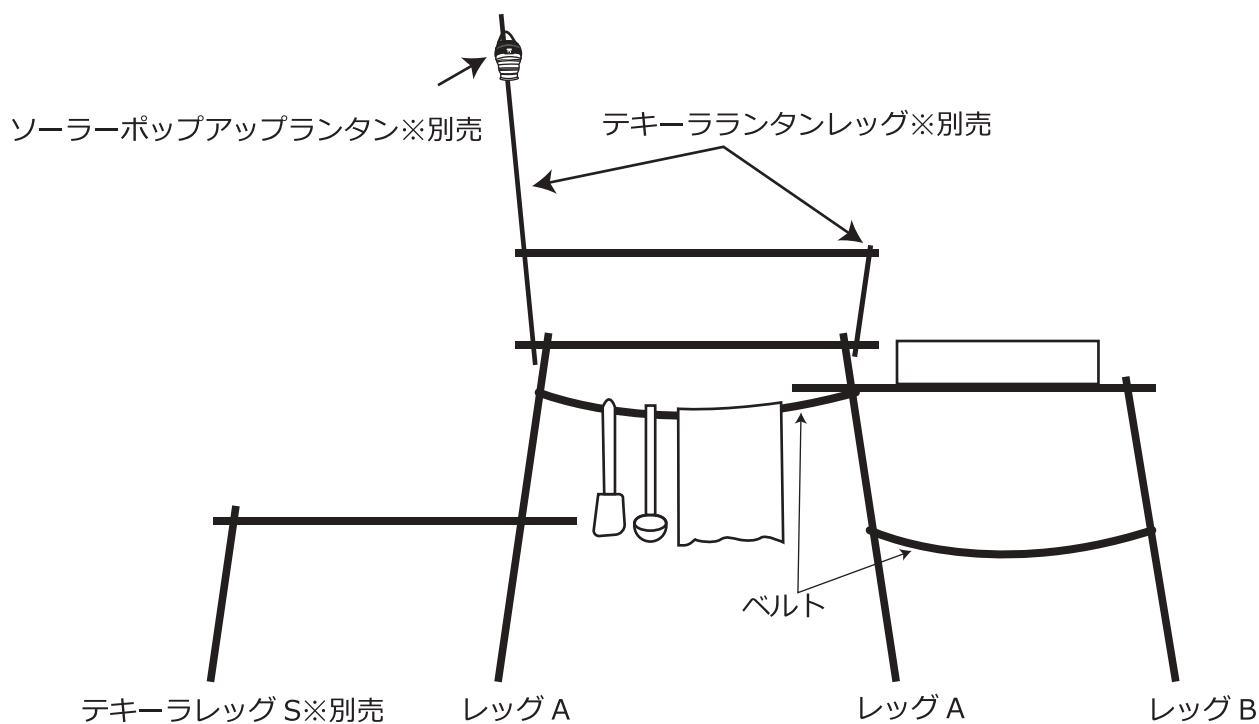 ソーラーポップアップランタン※別売
テキーラランタンレッグ※別売
ベルト
テキーラレッグ S※別売
レッグ A
レッグ A
レッグ B